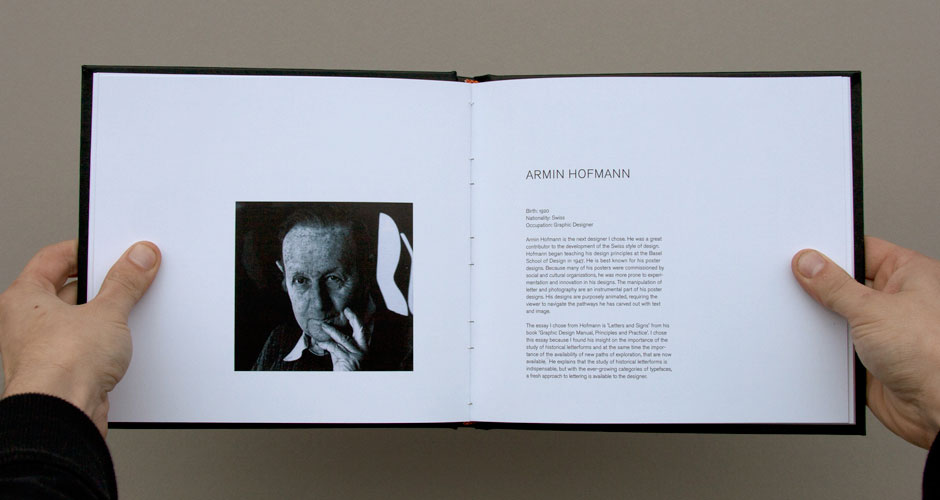 ARMIN HOFMANN
Birth: 1920
Nationality: Swiss
Occupation: Graphic Designer
Armin Hofmann is the next designer I chose. He was a great
contributor to the development of the Swiss style of design.
Hofmann began teaching his design principles at the Basel
School of Design in 1947. He is best known for his poster
designs. Because many of his posters were commissioned by
social and cultural organizations, he was more prone to experi-
mentation and innovation in his designs. The manipulation of
letter and photography are an instrumental part of his poster
designs. His designs are purposely animated, requiring the
viewer to navigate the pathways he has carved out with text
and image.
The essay I chose from Hofmann is "Letters and Signs" from his
book "Graphic Design Manual, Principles and Practice". I chose
this essay because I found his insight on the importance of the
study of historical letterforms and at the same time the impor-
tance of the availability of new paths of exploration, that are now
available. He explains that the study of historical letterforms is
indispensable, but with the ever-growing categories of typefaces,
a fresh approach to lettering is available to the designer.